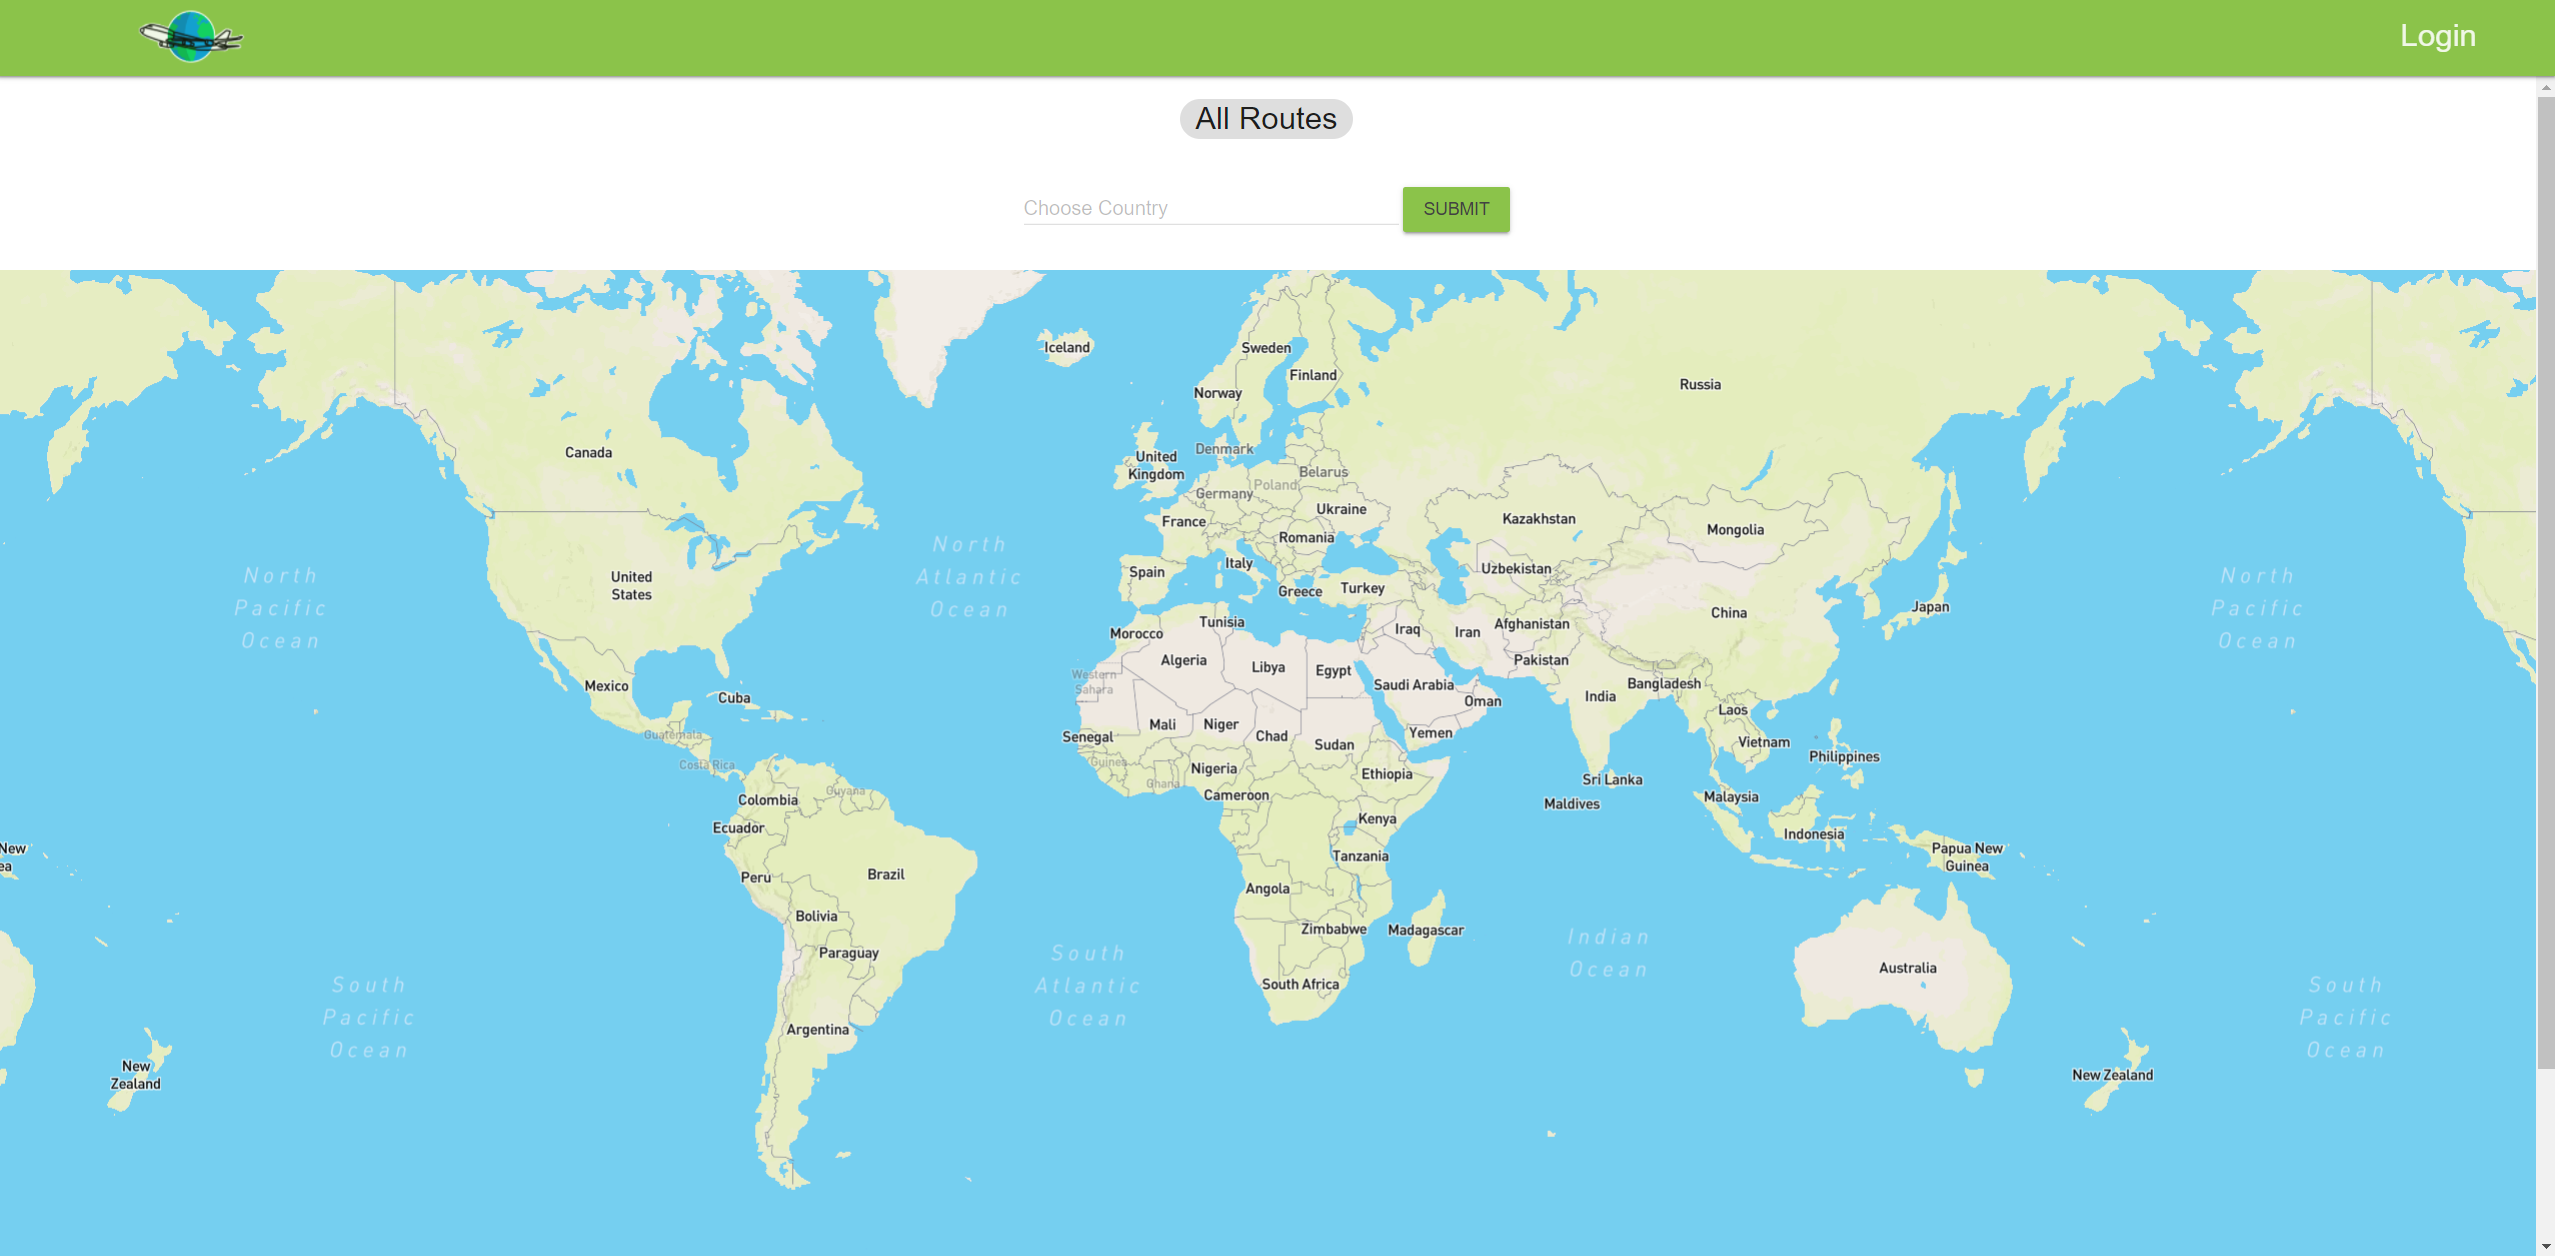 Login
All Routes
Choose Country
SUBMIT
Iceland
Sweden
Finland
Norway
Russia
Canada
Denmark
United
Kingdom
Belarus
Poland
Germany
Ukraine
France
Kazakhstan
Mongolia
Romania
North
Atlantic
Ocean
Italy
Spain
Uzbekistan
Greece
Turkey
North
Pacific
Ocean
United
States
North
Pacific
Ocean
Japan
China
Tunisia
Morocco
Iraq
Iran
Afghanistan
Algeria
Libya
Egypt
Pakistan
Western
Sahara
Saudi Arabia
Bangladesh
Mexico
Cuba
Oman
India
Laos
Mali
Niger
Chad
Sudan
Yemen
Senegal
Guatemala
Vietnam
Philippines
Costa Rica
Guinea
Nigeria
Ethiopia
Sri Lanka
Ghana
Guyana
Cameroon
Colombia
Malaysia
Maldives
Kenya
Ecuador
Indonesia
New
ea
Papua New
Guinea
Tanzania
Brazil
Peru
Angola
Bolivia
Zimbabwe
Madagascar
Indian
Ocean
Paraguay
South
Atlantic
Ocean
Australia
South Africa
South
Pacific
Ocean
South
Pacific
Ocean
Argentina
New
Zealand
New Zealand